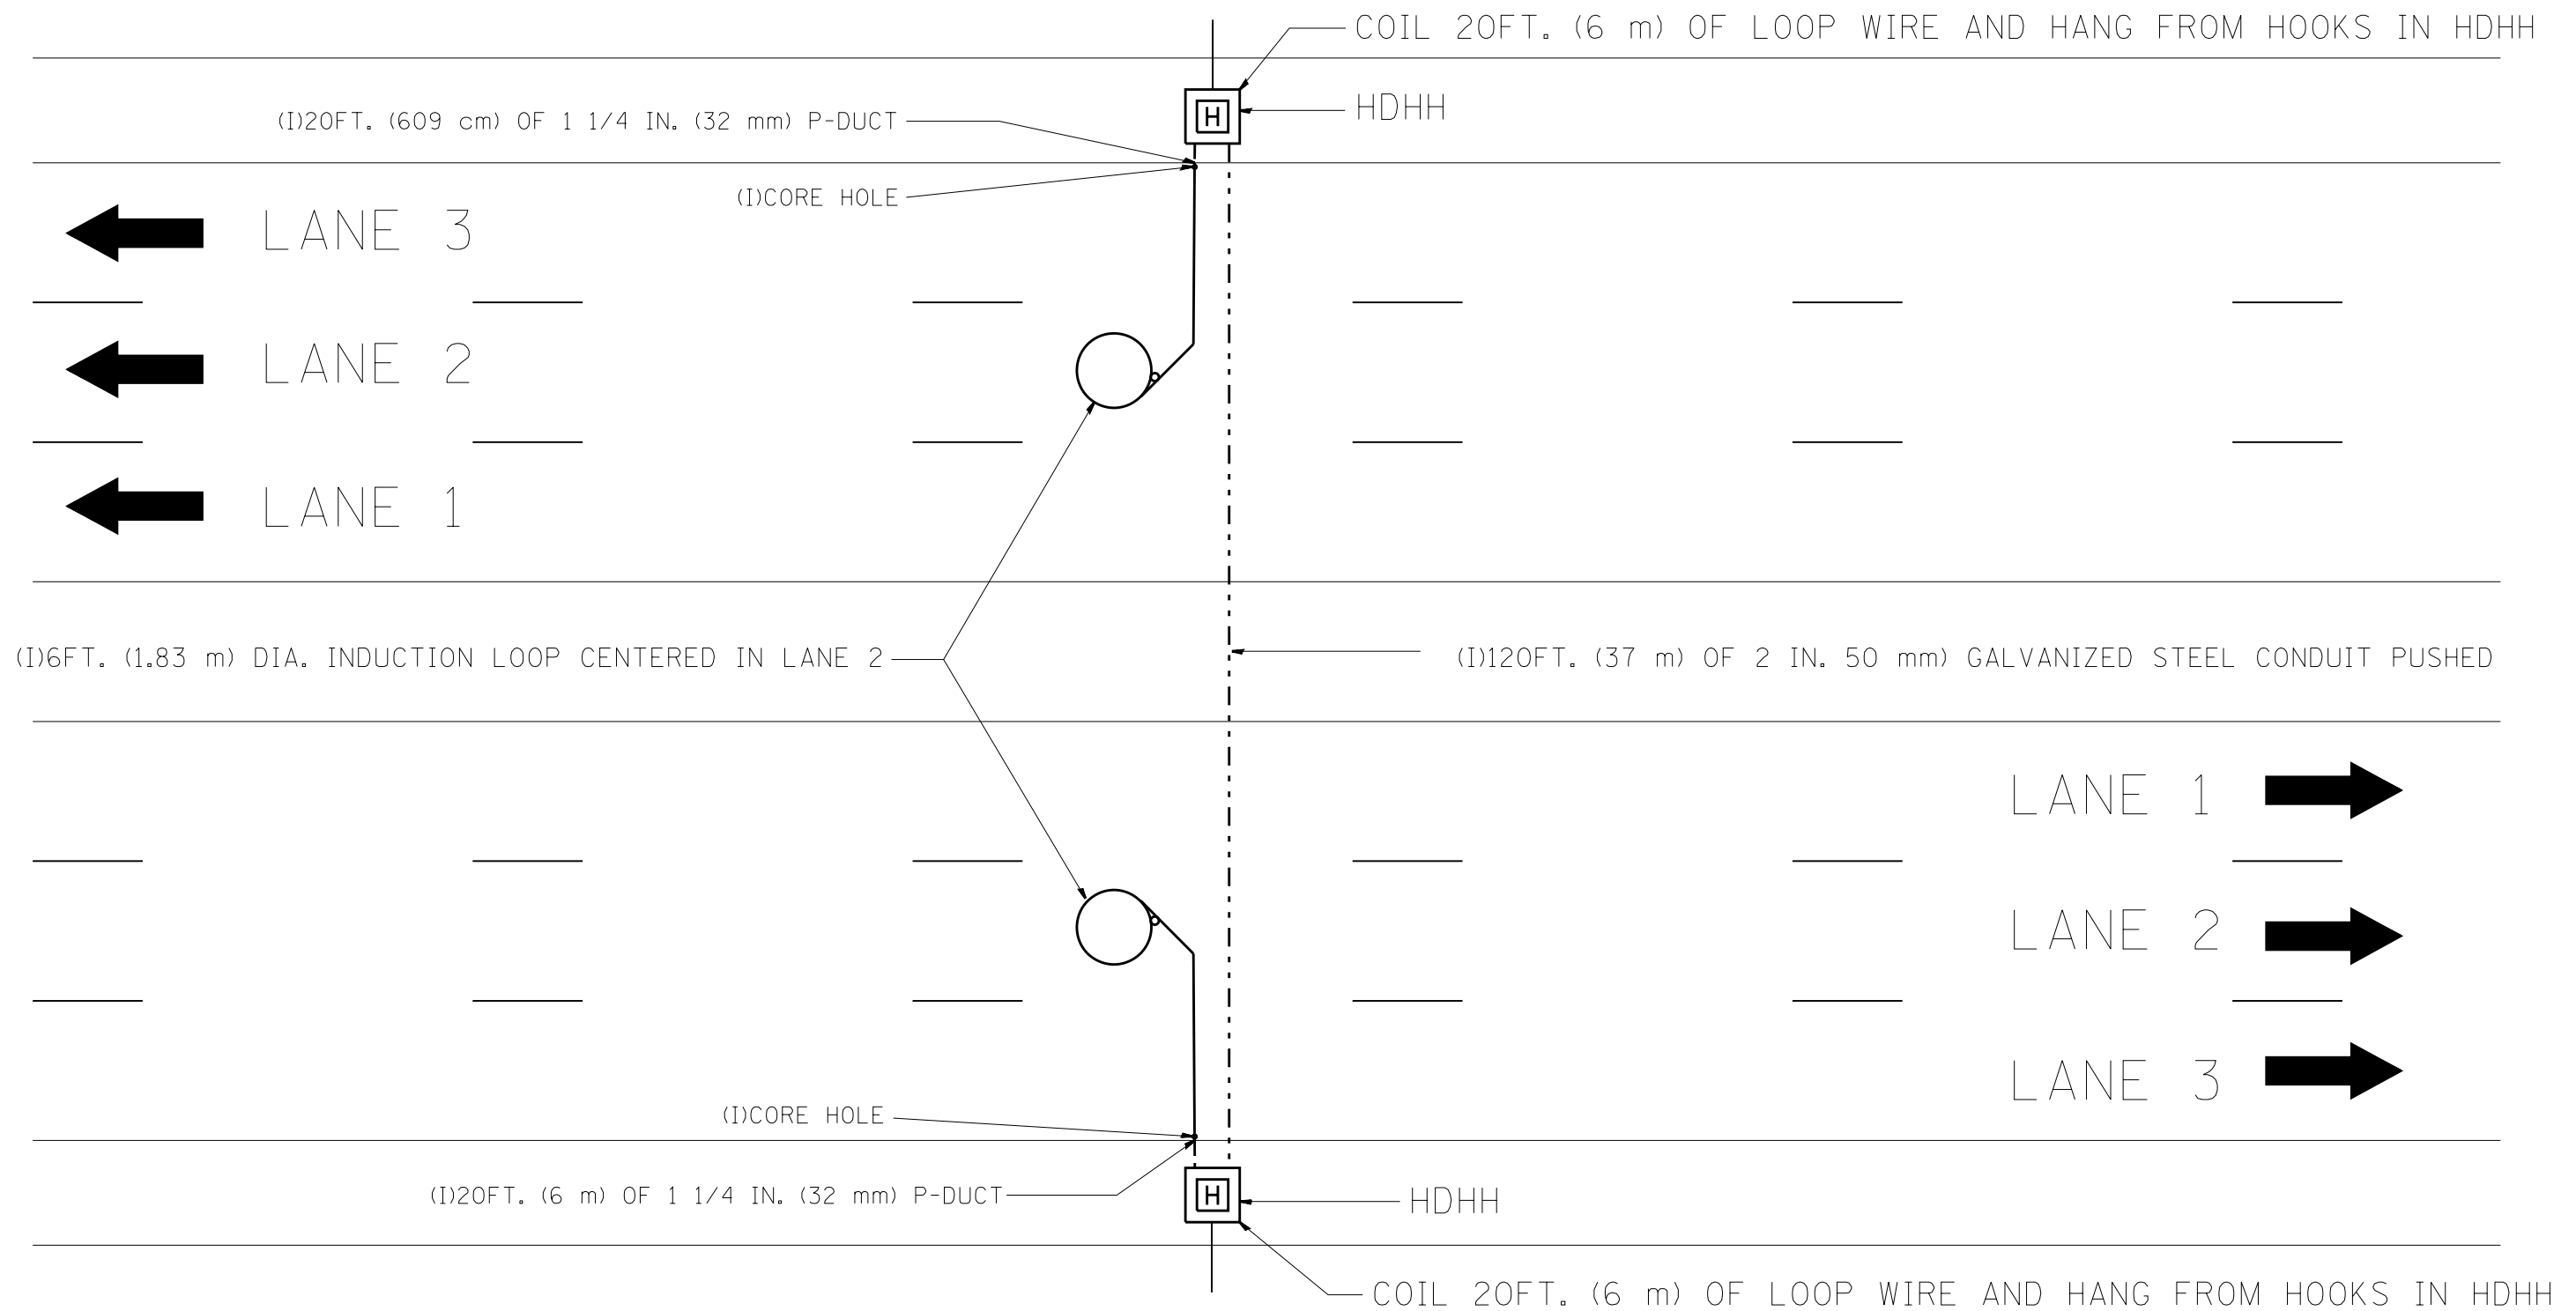 COIL 20FT. (6 m) OF LOOP WIRE AND HANG FROM HOOKS IN HDHH
(I)20FT. (609 cm) OF 1 1/4 IN. (32 mm) P-DUCT
H
HDHH
(I)CORE HOLE
LANE 3
LANE 2
LANE 1
(I)6FT. (1.83 m) DIA. INDUCTION LOOP CENTERED IN LANE 2
(I)120FT. (37 m) OF 2 IN. 50 mm) GALVANIZED STEEL CONDUIT PUSHED
LANE 1
LANE 2
LANE 3
(I)CORE HOLE
(I)20FT. (6 m) OF 1 1/4 IN. (32 mm) P-DUCT
H
HDHH
COIL 20FT. (6 m) OF LOOP WIRE AND HANG FROM HOOKS IN HDHH